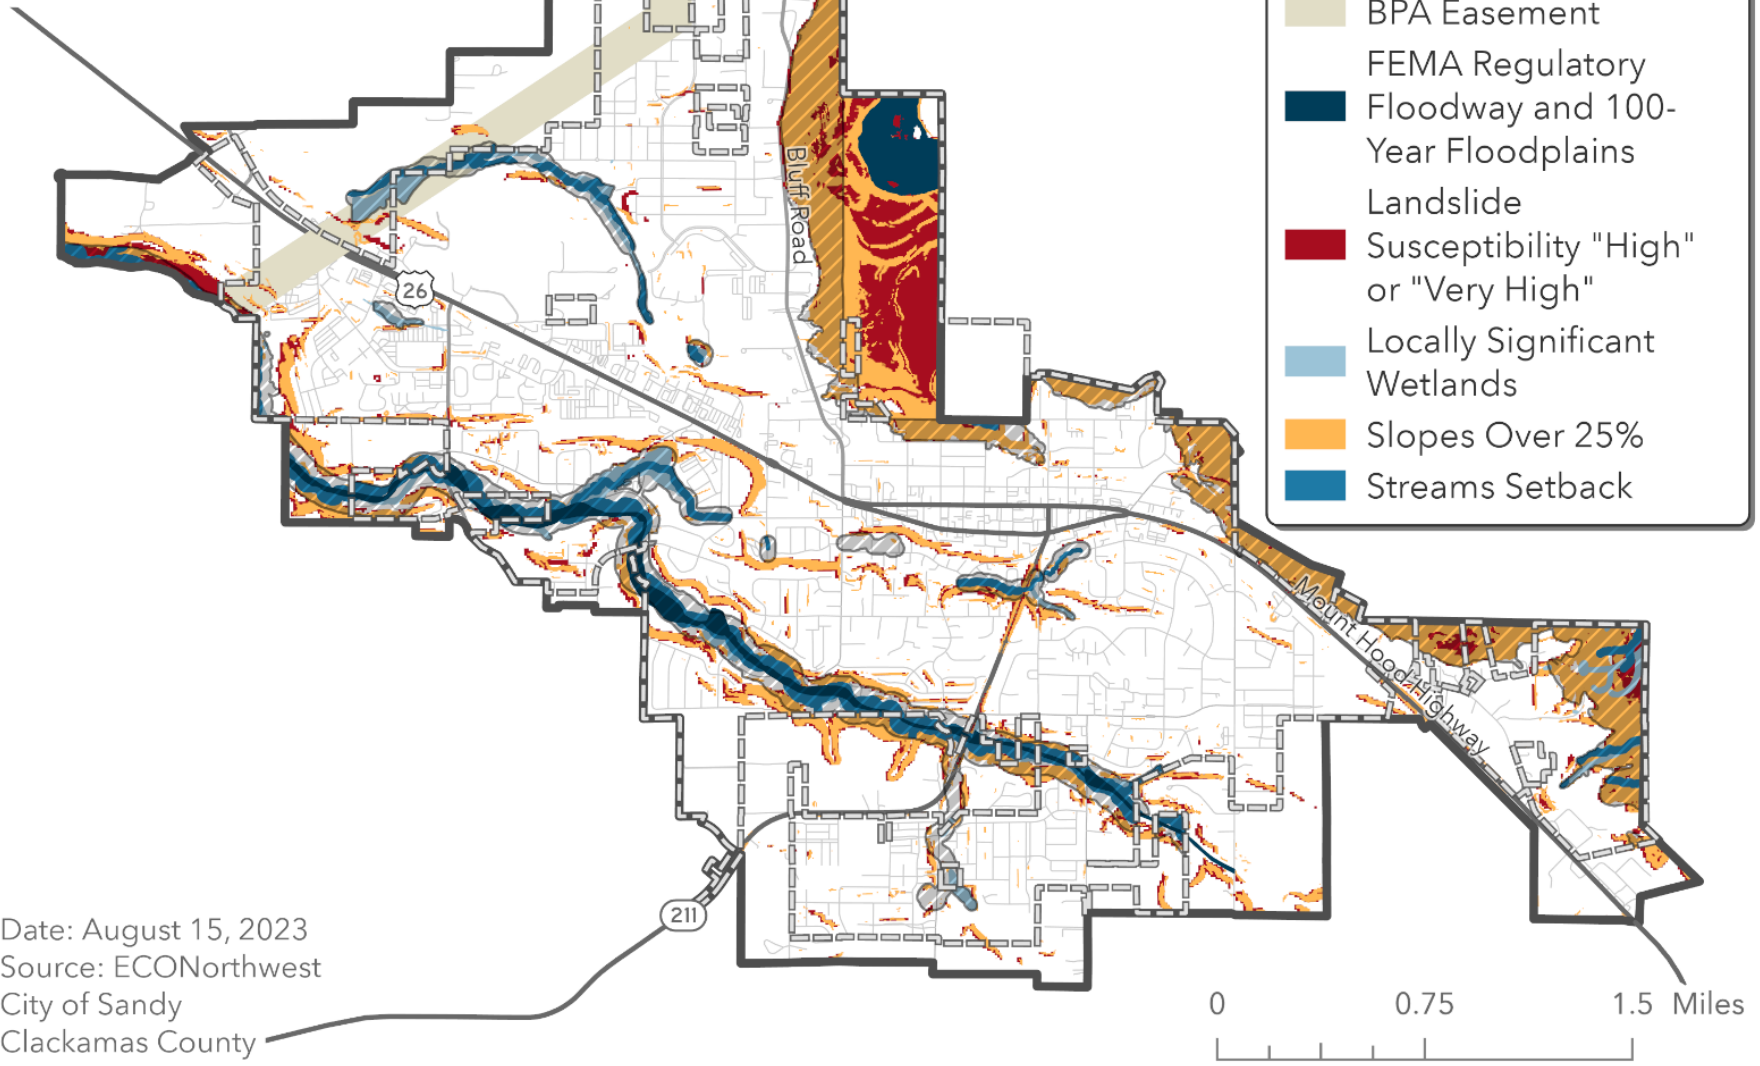 BPA Easement
FEMA Regulatory
Floodway and 100-
Year Floodplains
Landslide
Susceptibility "High"
or "Very High"
Locally Significant
Wetlands
Slopes Over 25%
Streams Setback
Bluff Road
26
Mount Hood Highway
211
Date: August 15, 2023
Source: ECONorthwest
City of Sandy
Clackamas County
0 0.75 1.5 Miles